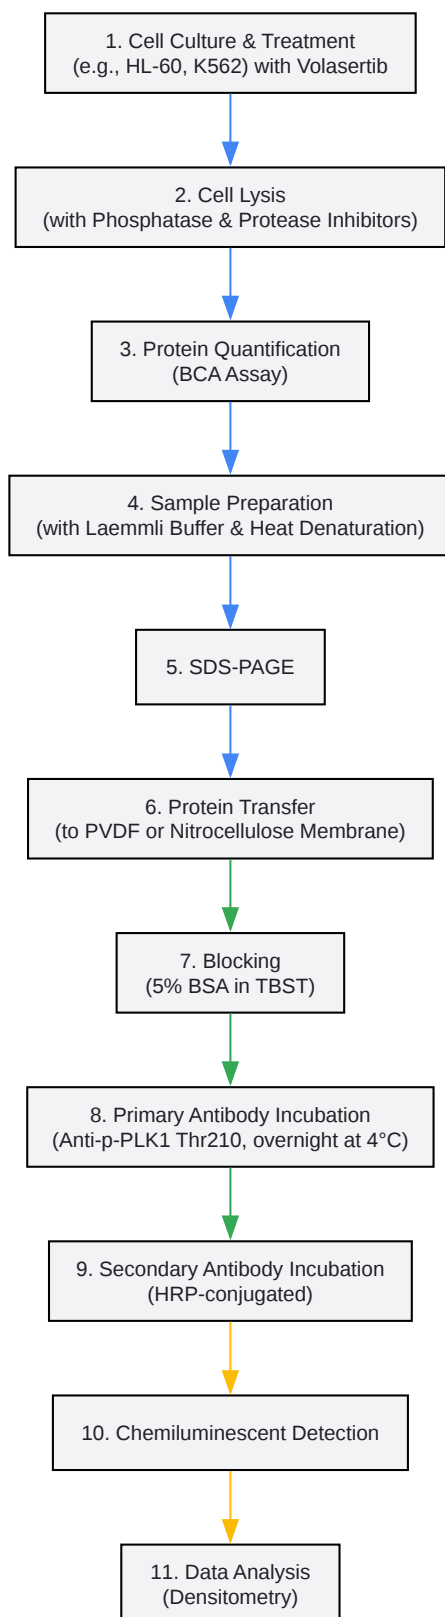 1. Cell Culture & Treatment
(e.g., HL-60, K562) with Volasertib
2. Cell Lysis
(with Phosphatase & Protease Inhibitors)
3. Protein Quantification
(BCA Assay)
4. Sample Preparation
(with Laemmli Buffer & Heat Denaturation)
5. SDS-PAGE
6. Protein Transfer
(to PVDF or Nitrocellulose Membrane)
7. Blocking
(5% BSA in TBST)
8. Primary Antibody Incubation
(Anti-p-PLK1 Thr210, overnight at 4°C)
9. Secondary Antibody Incubation
(HRP-conjugated)
10. Chemiluminescent Detection
11. Data Analysis
(Densitometry)